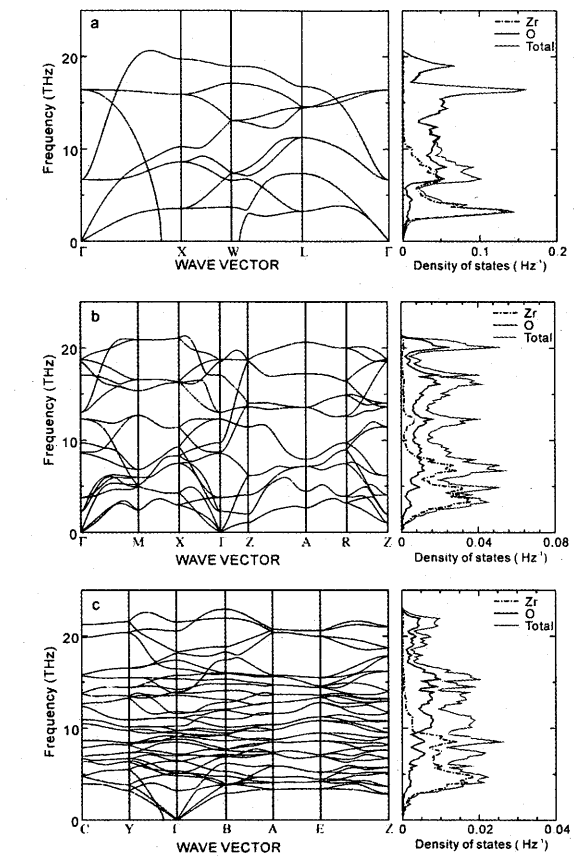 a
20
10
0
Frequency (THz)
Γ X W L Γ
WAVE VECTOR
Zr
O
Total
0 0.1 0.2
Density of states ( Hz⁻¹)
b
20
10
0
Frequency (THz)
Γ M X Γ Z A R Z
WAVE VECTOR
Zr
O
Total
0 0.04 0.08
Density of states ( Hz⁻¹)
c
20
10
0
Frequency (THz)
C Y Γ B A E Z
WAVE VECTOR
Zr
O
Total
0 0.02 0.04
Density of states ( Hz⁻¹)